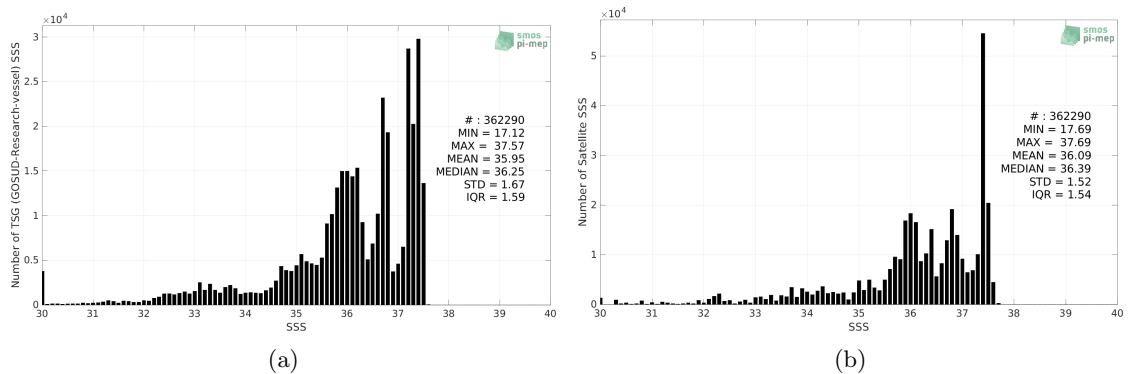 ×10⁴
3
2.5
2
1.5
1
0.5
0
30 31 32 33 34 35 36 37 38 39 40
SSS
Number of TSG (GOSUD-Research-vessel) SSS
smos
pi-mep
# : 362290
MIN = 17.12
MAX = 37.57
MEAN = 35.95
MEDIAN = 36.25
STD = 1.67
IQR = 1.59
(a)
×10⁴
5
4
3
2
1
0
30 31 32 33 34 35 36 37 38 39 40
SSS
Number of Satellite SSS
smos
pi-mep
# : 362290
MIN = 17.69
MAX = 37.69
MEAN = 36.09
MEDIAN = 36.39
STD = 1.52
IQR = 1.54
(b)